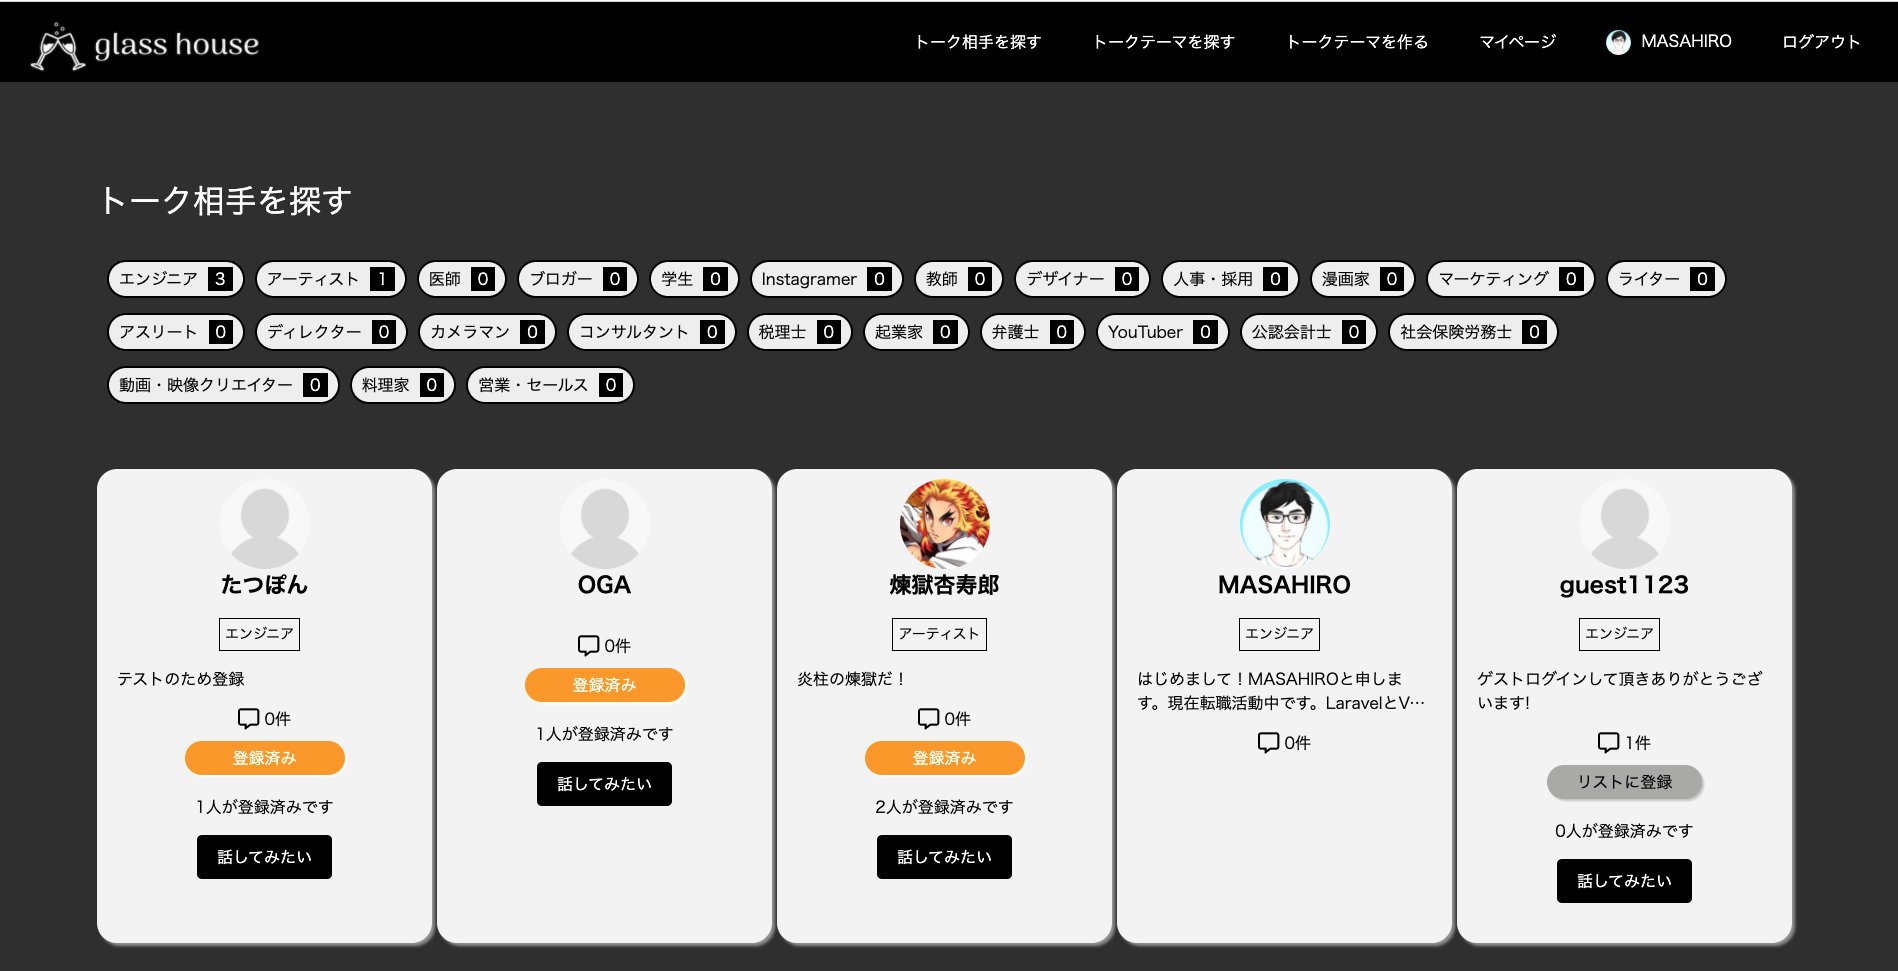 glass house
トーク相手を探す
トークテーマを探す
トークテーマを作る
マイページ
MASAHIRO
ログアウト
トーク相手を探す
エンジニア 3
アーティスト 1
医師 0
ブロガー 0
学生 0
Instagramer 0
教師 0
デザイナー 0
人事・採用 0
漫画家 0
マーケティング 0
ライター 0
アスリート 0
ディレクター 0
カメラマン 0
コンサルタント 0
税理士 0
起業家 0
弁護士 0
YouTuber 0
公認会計士 0
社会保険労務士 0
動画・映像クリエイター 0
料理家 0
営業・セールス 0
たつぽん
エンジニア
テストのため登録
0件
登録済み
1人が登録済みです
話してみたい
OGA
0件
登録済み
1人が登録済みです
話してみたい
煉獄杏寿郎
アーティスト
炎柱の煉獄だ！
0件
登録済み
2人が登録済みです
話してみたい
MASAHIRO
エンジニア
はじめまして！MASAHIROと申しま
す。現在転職活動中です。LaravelとV…
0件
guest1123
エンジニア
ゲストログインして頂きありがとうござ
います!
1件
リストに登録
0人が登録済みです
話してみたい